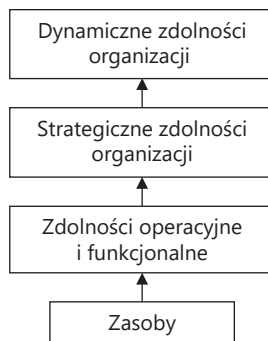 Dynamiczne zdolności
organizacji
Strategiczne zdolności
organizacji
Zdolności operacyjne
i funkcjonalne
Zasoby